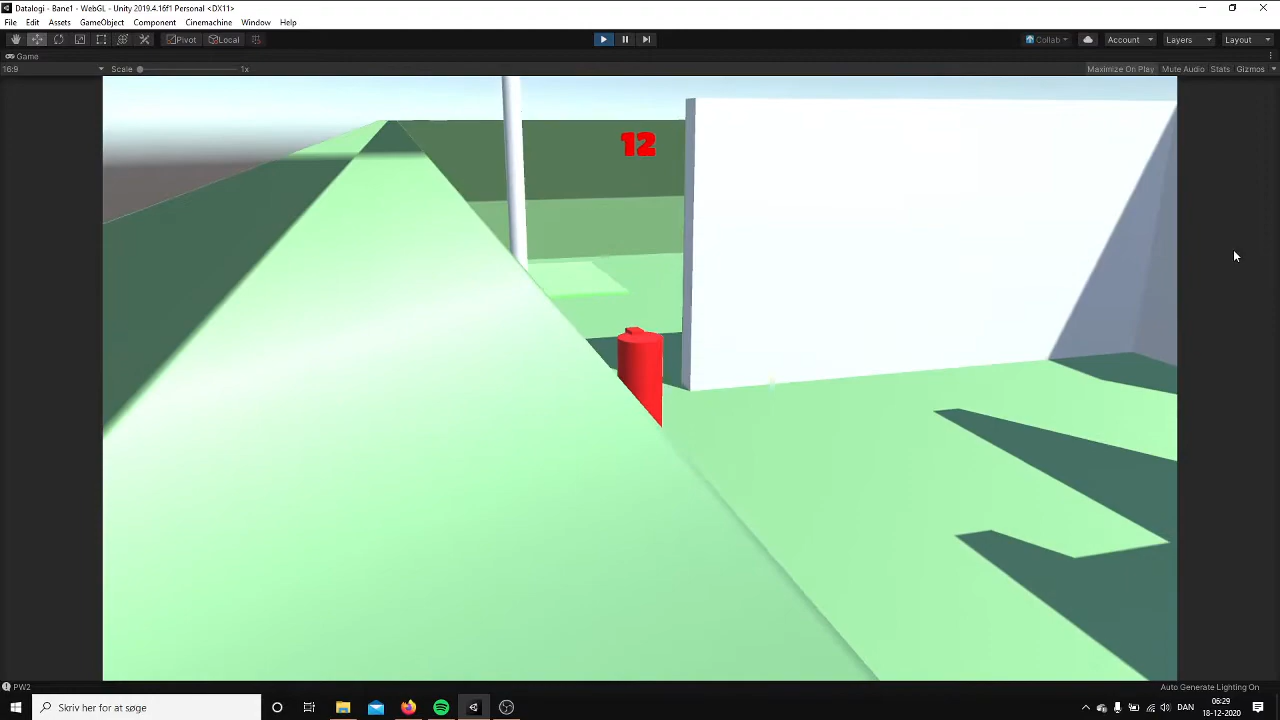 Datalogi - Bane1 - WebGL - Unity 2019.4.16f1 Personal <DX11>
File Edit Assets GameObject Component Cinemachine Window Help
Pivot Local Collab Account Layers Layout
Game
16:9 Scale 1x Maximize On Play Mute Audio Stats Gizmos
12
PW2 Auto Generate Lighting On
Skriv her for at søge
DAN
06:29
18-12-2020